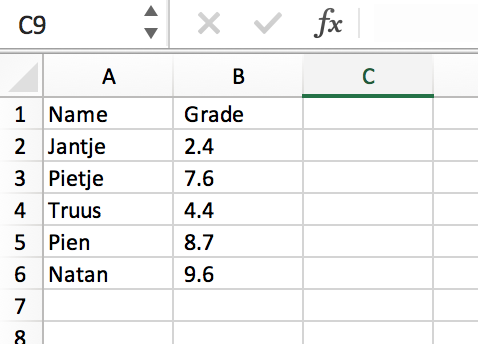 C9 fx
A B C
1 Name Grade
2 Jantje 2.4
3 Pietje 7.6
4 Truus 4.4
5 Pien 8.7
6 Natan 9.6
7
8